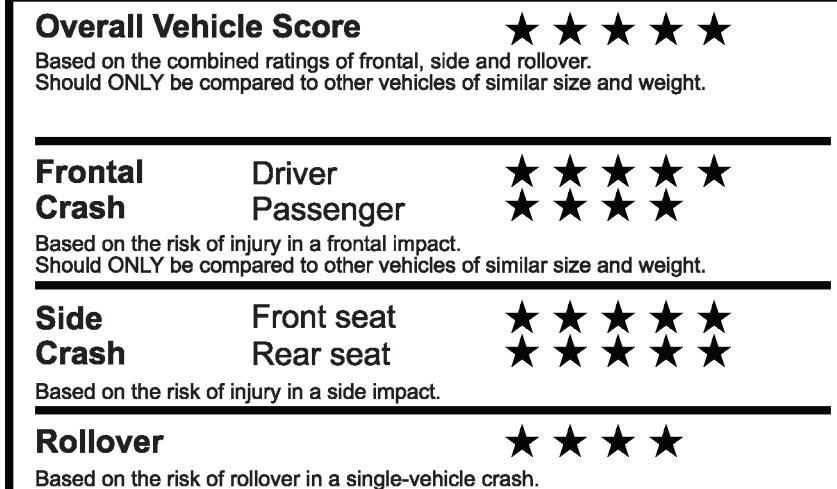 Overall Vehicle Score ★ ★ ★ ★ ★
Based on the combined ratings of frontal, side and rollover.
Should ONLY be compared to other vehicles of similar size and weight.
Frontal Driver ★ ★ ★ ★ ★
Crash Passenger ★ ★ ★ ★
Based on the risk of injury in a frontal impact.
Should ONLY be compared to other vehicles of similar size and weight.
Side Front seat ★ ★ ★ ★ ★
Crash Rear seat ★ ★ ★ ★ ★
Based on the risk of injury in a side impact.
Rollover ★ ★ ★ ★
Based on the risk of rollover in a single-vehicle crash.